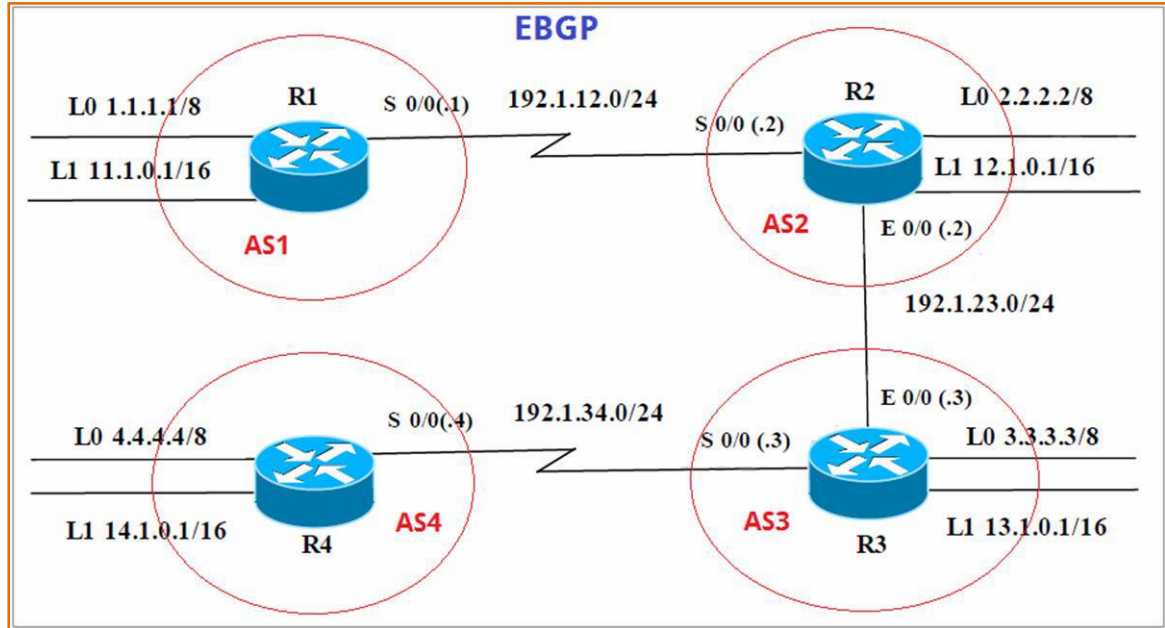 EBGP
L0 1.1.1.1/8
R1
S 0/0(.1)
192.1.12.0/24
R2
L0 2.2.2.2/8
S 0/0 (.2)
L1 11.1.0.1/16
L1 12.1.0.1/16
AS1
AS2
E 0/0 (.2)
192.1.23.0/24
L0 4.4.4.4/8
S 0/0(.4)
192.1.34.0/24
E 0/0 (.3)
S 0/0 (.3)
L0 3.3.3.3/8
L1 14.1.0.1/16
R4
AS4
AS3
R3
L1 13.1.0.1/16